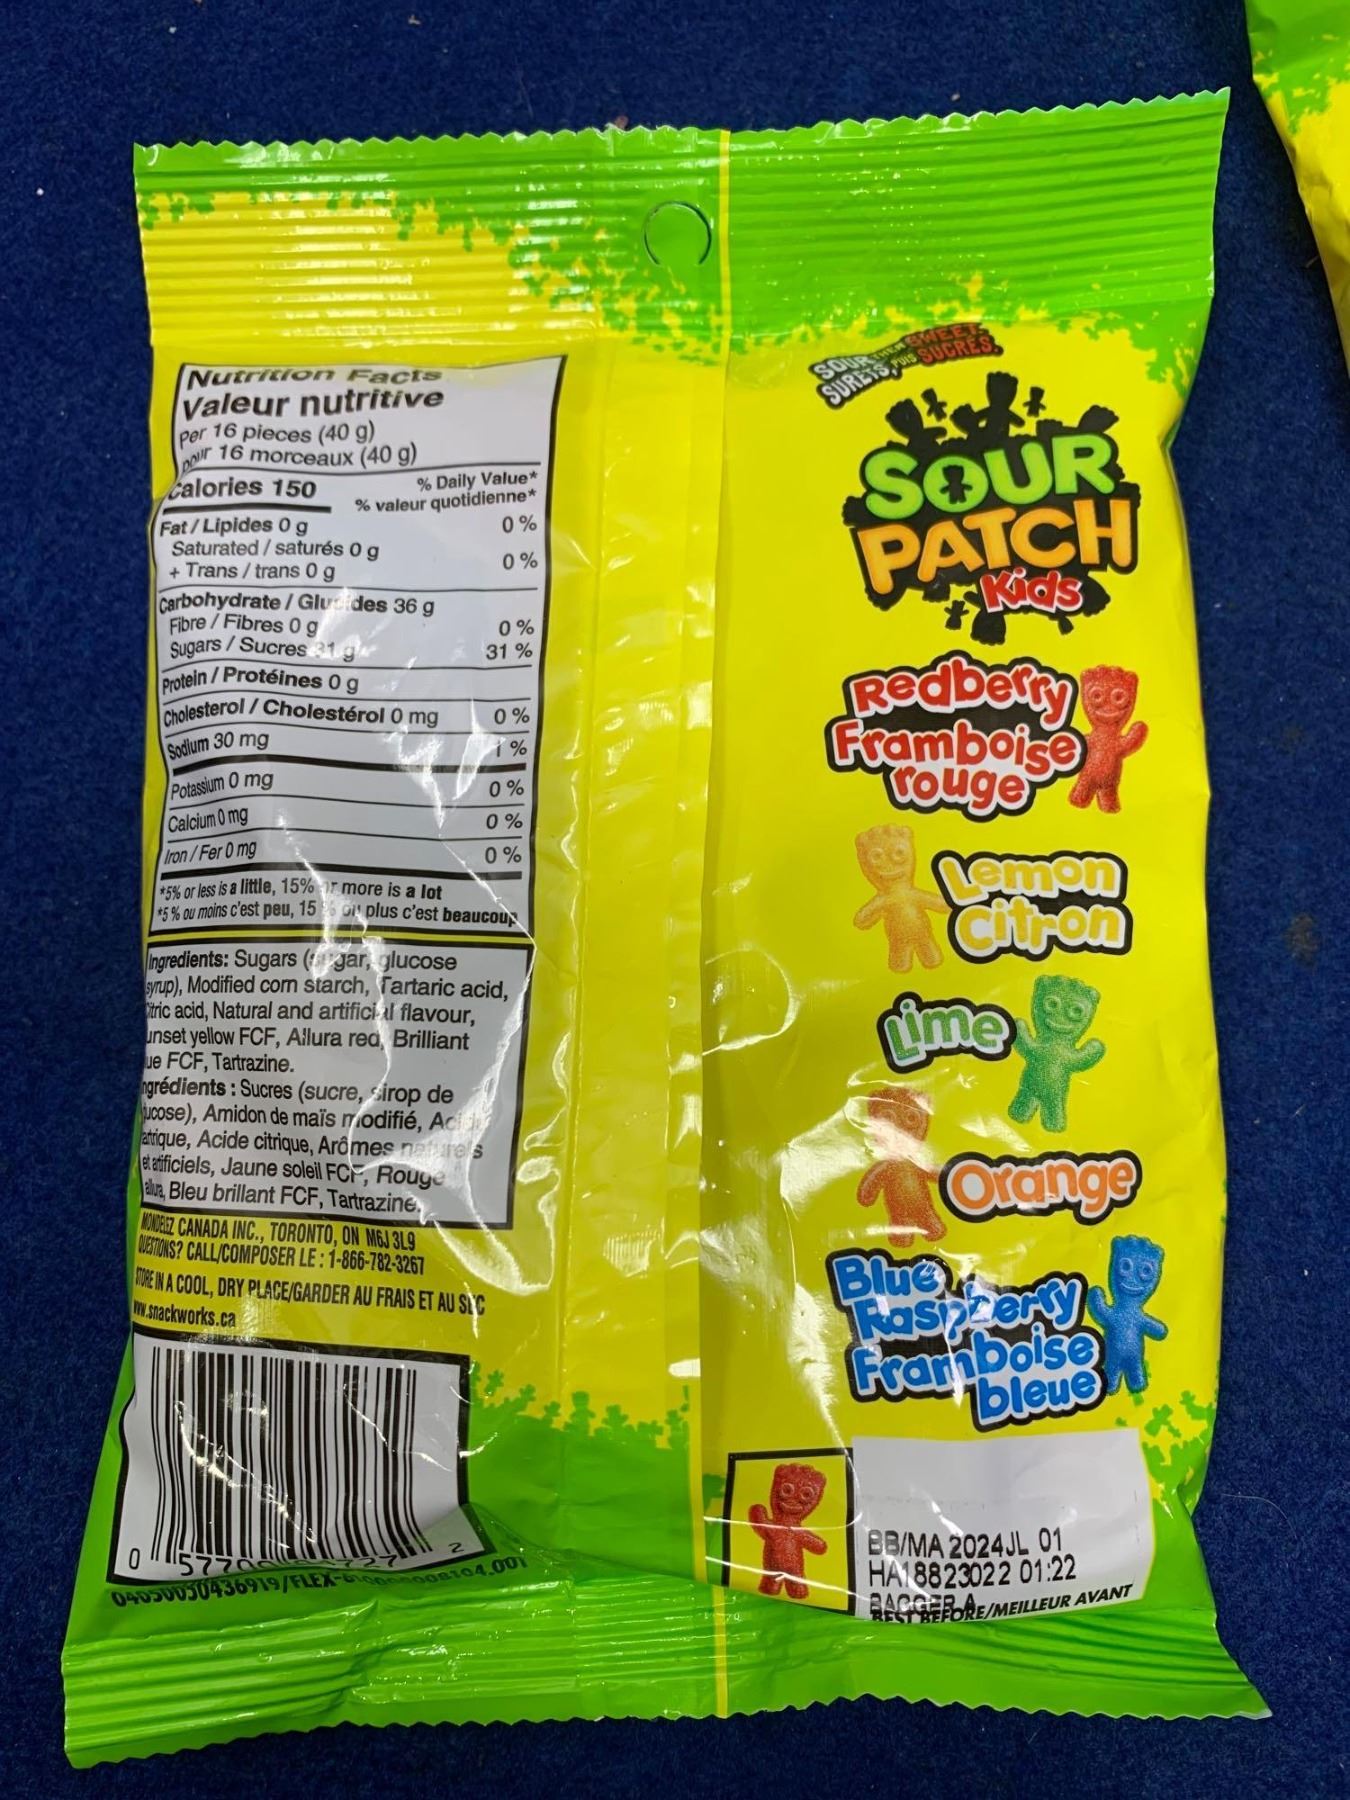 Nutrition Facts
Valeur nutritive
Per 16 pieces (40 g)
pour 16 morceaux (40 g)
Calories 150
% Daily Value*
% valeur quotidienne*
Fat / Lipides 0 g 0 %
Saturated / saturés 0 g
+ Trans / trans 0 g 0 %
Carbohydrate / Glucides 36 g
Fibre / Fibres 0 g 0 %
Sugars / Sucres 31 g 31 %
Protein / Protéines 0 g
Cholesterol / Cholestérol 0 mg 0 %
Sodium 30 mg 1 %
Potassium 0 mg 0 %
Calcium 0 mg 0 %
Iron / Fer 0 mg 0 %
*5% or less is a little, 15% or more is a lot
*5 % ou moins c'est peu, 15 % ou plus c'est beaucoup
Ingredients: Sugars (sugar, glucose
syrup), Modified corn starch, Tartaric acid,
Citric acid, Natural and artificial flavour,
unset yellow FCF, Allura red, Brilliant
ue FCF, Tartrazine.
ngrédients : Sucres (sucre, sirop de
glucose), Amidon de maïs modifié, Acide
tartrique, Acide citrique, Arômes naturels
et artificiels, Jaune soleil FCF, Rouge
allura, Bleu brillant FCF, Tartrazine.
MONDELEZ CANADA INC., TORONTO, ON M6J 3L9
QUESTIONS? CALL/COMPOSER LE : 1-866-782-3267
STORE IN A COOL, DRY PLACE/GARDER AU FRAIS ET AU SEC
www.snackworks.ca
0 2
SOUR THEN SWEET.
SURETS, PUIS SUCRÉS.
SOUR
PATCH
Kids
Redberry
Framboise
rouge
Lemon
Citron
Lime
Orange
Blue
Raspberry
Framboise
bleue
BB/MA 2024 JL 01
HA18823022 01:22
BAGGER A
BEST BEFORE/MEILLEUR AVANT